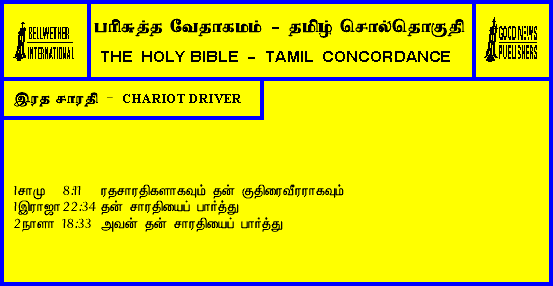 BELLWETHER
INTERNATIONAL
பரிசுத்த வேதாகமம் - தமிழ் சொல்தொகுதி
THE HOLY BIBLE - TAMIL CONCORDANCE
GOOD NEWS
PUBLISHERS
இரத சாரதி - CHARIOT DRIVER
1சாமு 8:11 ரதசாரதிகளாகவும் தன் குதிரைவீரராகவும்
1இராஜா 22:34 தன் சாரதியைப் பார்த்து
2நாளா 18:33 அவன் தன் சாரதியைப் பார்த்து